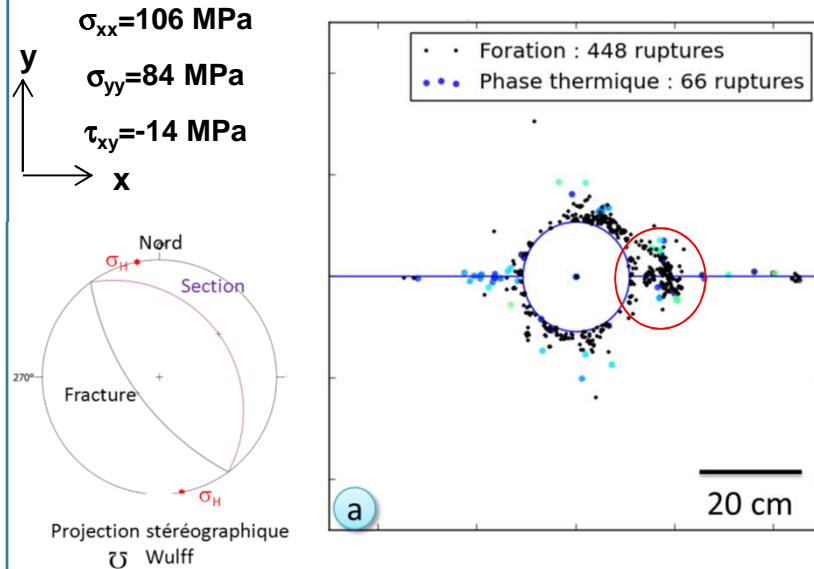 σxx=106 MPa
y
σyy=84 MPa
τxy=-14 MPa
x
Nord
σH
Section
270°
Fracture
σH
Projection stéréographique
Ʊ Wulff
Foration : 448 ruptures
Phase thermique : 66 ruptures
a
20 cm